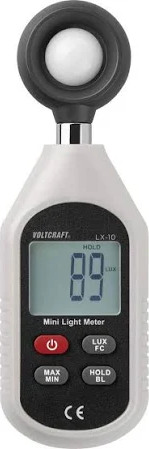 VOLTCRAFT
LX-10
HOLD
89 LUX
Mini Light Meter
LUX
FC
MAX
MIN
HOLD
BL
CE